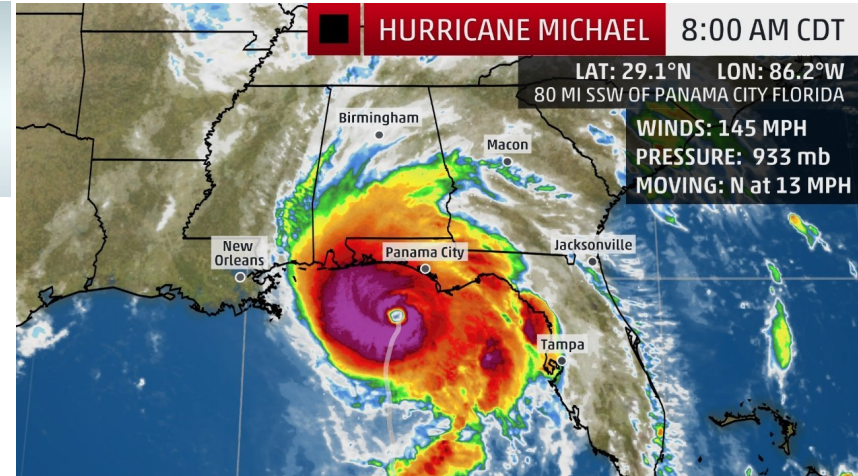 HURRICANE MICHAEL
8:00 AM CDT
LAT: 29.1°N LON: 86.2°W
80 MI SSW OF PANAMA CITY FLORIDA
WINDS: 145 MPH
PRESSURE: 933 mb
MOVING: N at 13 MPH
Birmingham
Macon
New
Orleans
Panama City
Jacksonville
Tampa